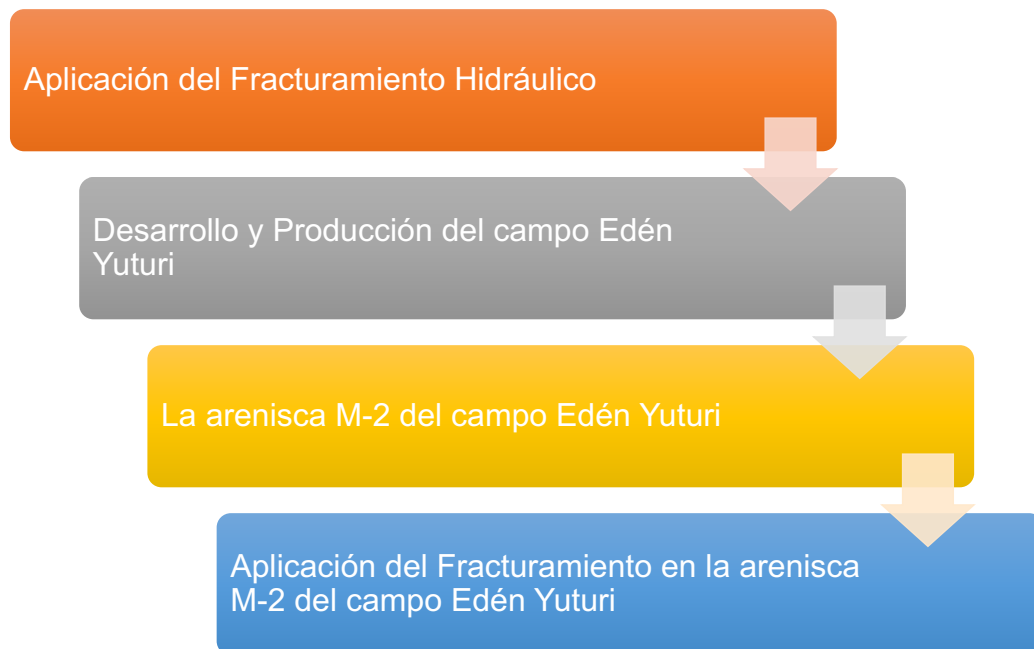 Aplicación del Fracturamiento Hidráulico
Desarrollo y Producción del campo Edén
Yuturi
La arenisca M-2 del campo Edén Yuturi
Aplicación del Fracturamiento en la arenisca
M-2 del campo Edén Yuturi